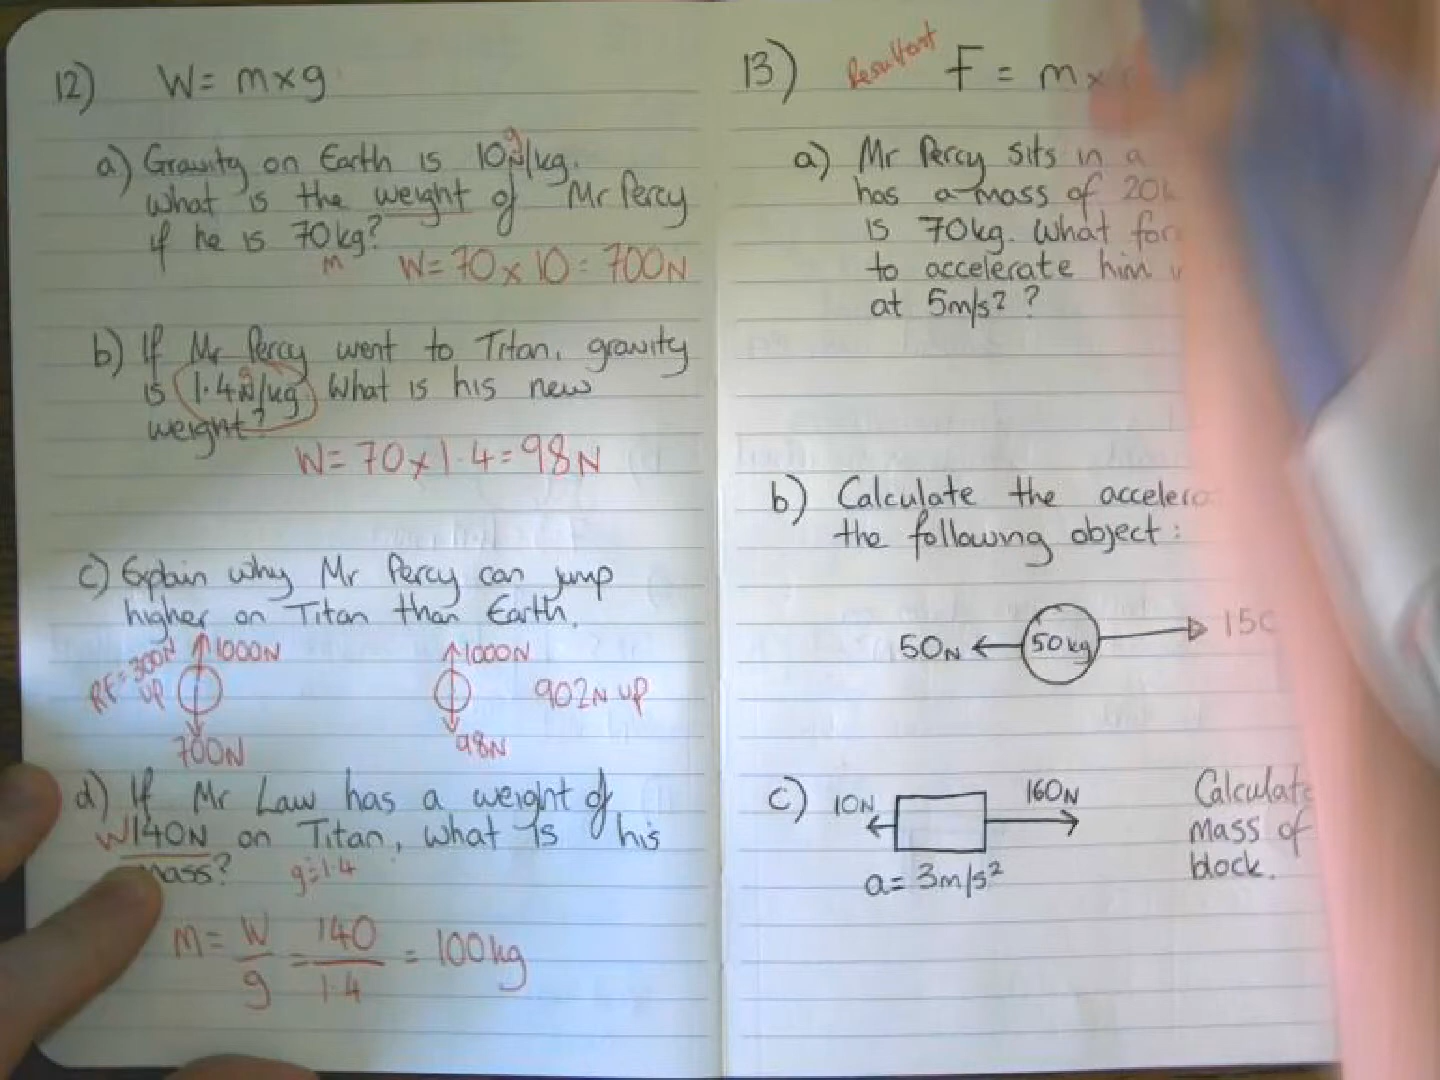 12) W = m x g
a) Gravity on Earth is 10N/kg.
g
What is the weight of Mr Percy
if he is 70kg?
m
W = 70 x 10 = 700N
b) If Mr Percy went to Titan, gravity
g
is 1.4N/kg. What is his new
weight?
W = 70 x 1.4 = 98N
c) Explain why Mr Percy can jump
higher on Titan than Earth.
RF = 300N
UP
1000N
700N
1000N
98N
902N UP
d) If Mr Law has a weight of
W 140N on Titan, what is his
mass?
g = 1.4
m = W/g = 140/1.4 = 100kg
13) Resultant F = m x
a) Mr Percy sits in a
has a mass of
is 70kg. What
to accelerate him
at 5m/s² ?
b) Calculate the
the following object :
50N 50kg
c) 10N 160N
a = 3m/s²
mass of
block.